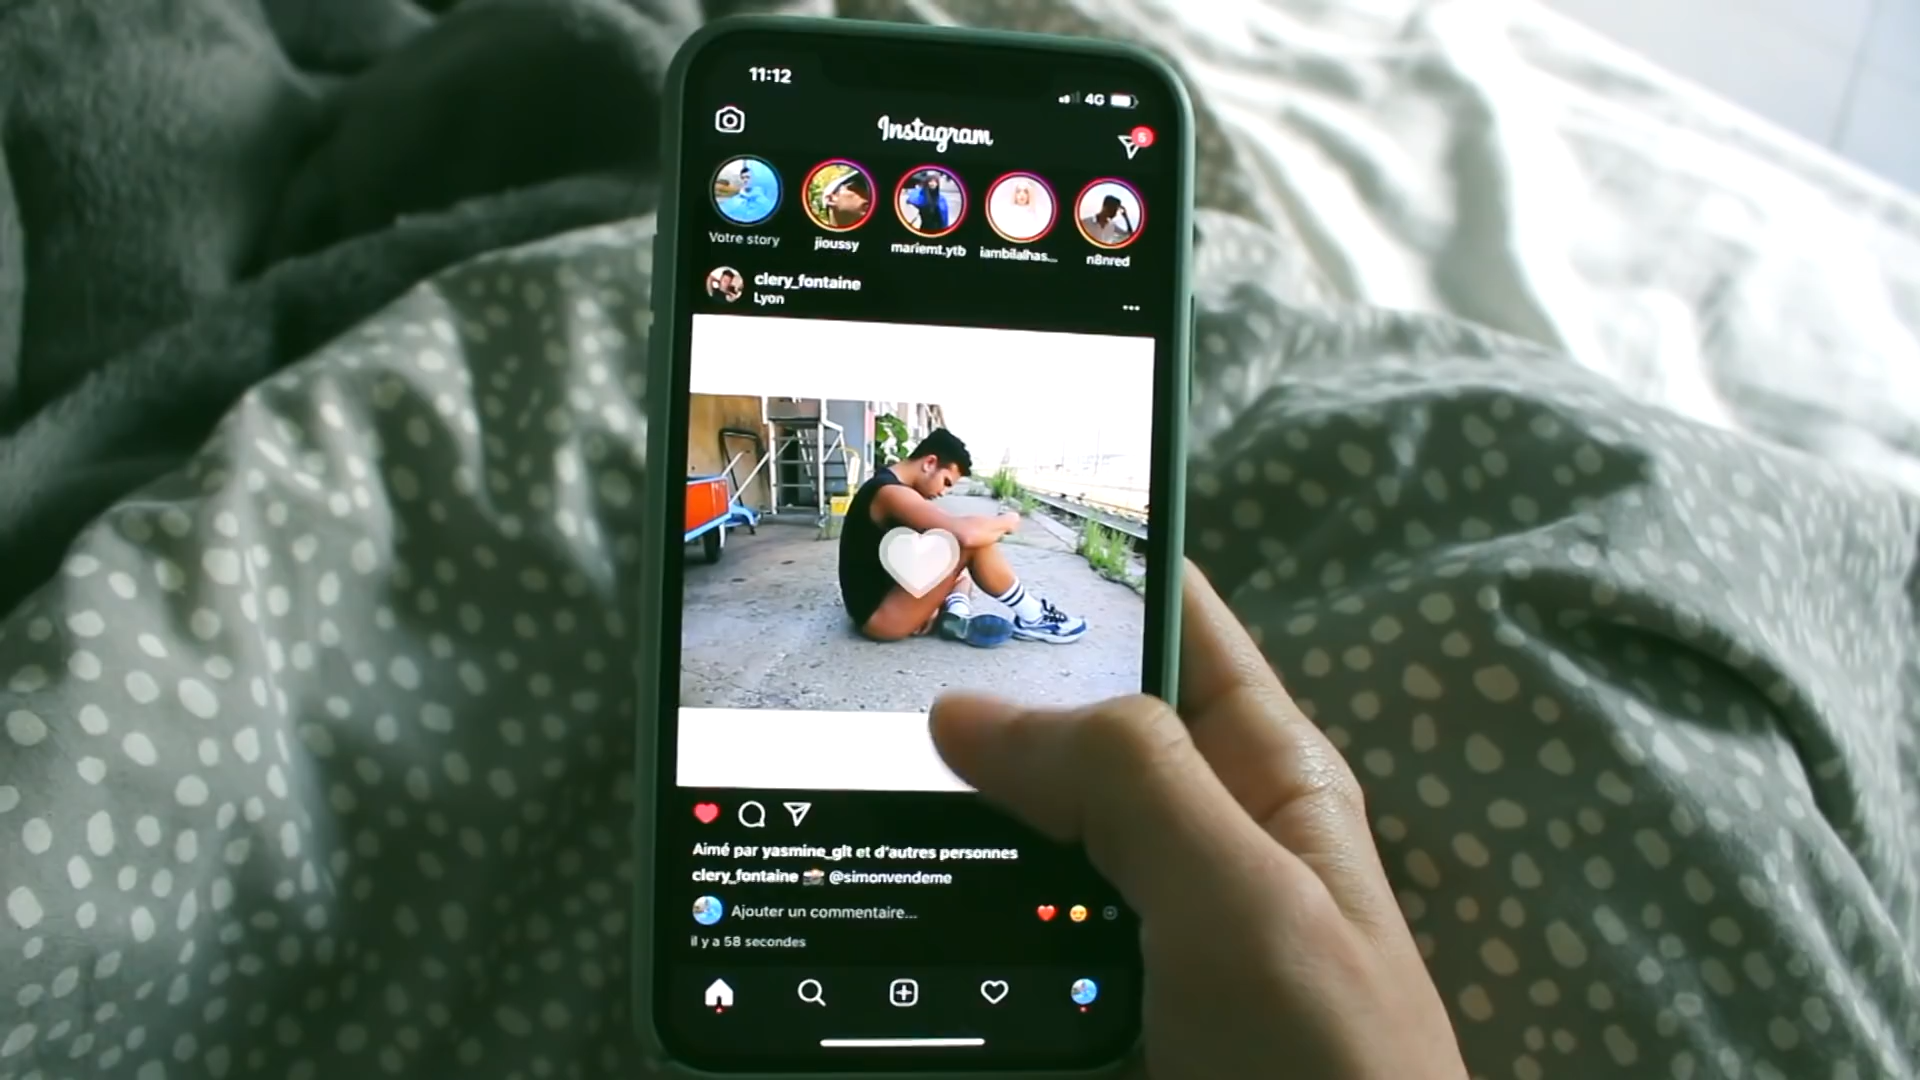 11:12
4G
Instagram
5
Votre story
jioussy
mariemt.ytb
iambilalhas...
n8nred
clery_fontaine
Lyon
Aimé par yasmine_glt et d'autres personnes
clery_fontaine 📸 @simonvendeme
Ajouter un commentaire...
il y a 58 secondes